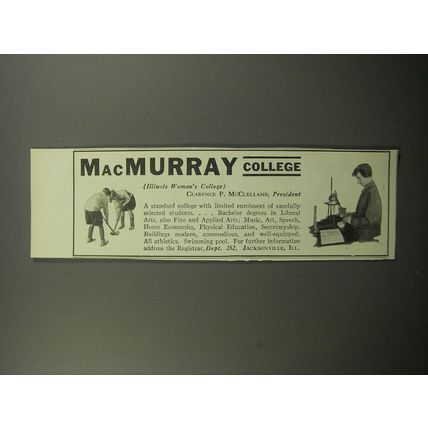 MACMURRAY COLLEGE
(Illinois Woman's College)
CLARENCE P. MCCLELLAND, President
A standard college with limited enrolment of carefully
selected students. . . . Bachelor degrees in Liberal
Arts, also Fine and Applied Arts; Music, Art, Speech,
Home Economics, Physical Education, Secretaryship.
Buildings modern, commodious, and well-equipped.
All athletics. Swimming pool. For further information
address the Registrar, Dept. 252, JACKSONVILLE, ILL.